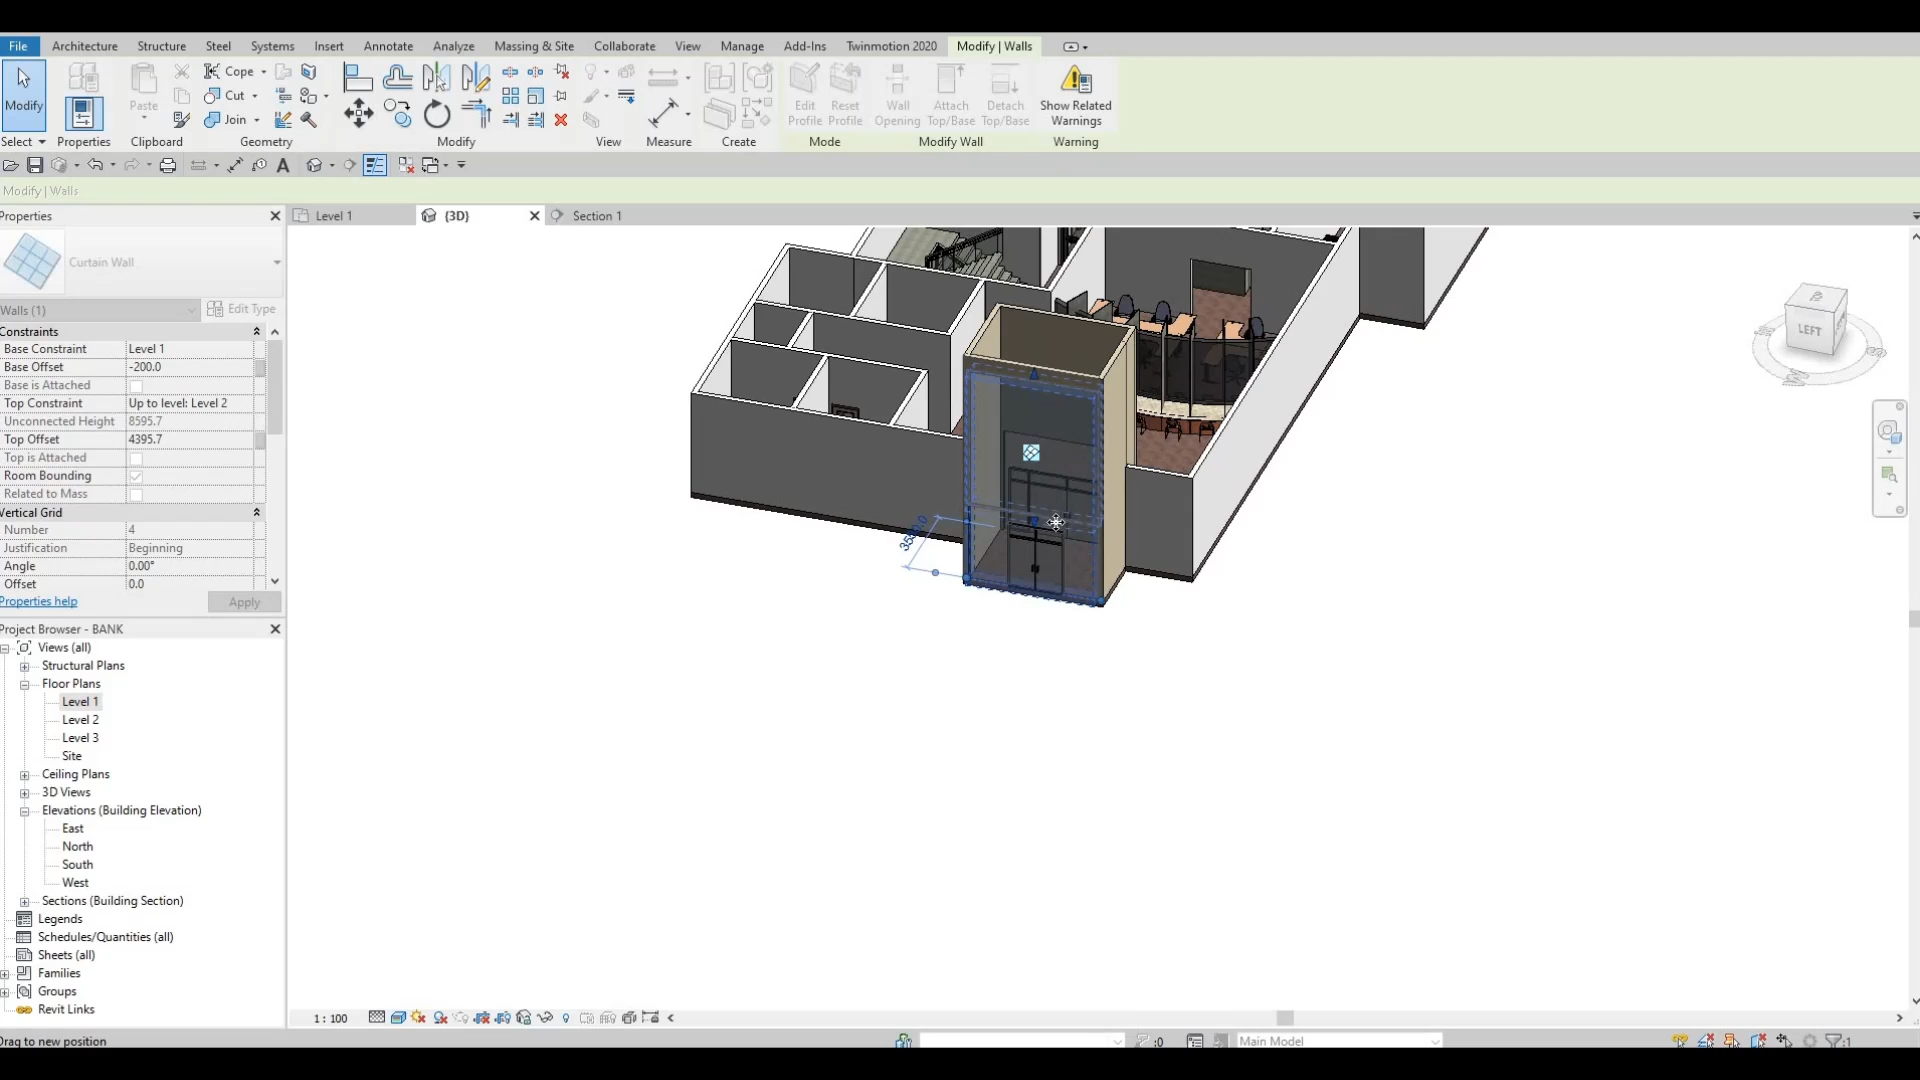 File Architecture Structure Steel Systems Insert Annotate Analyze Massing & Site Collaborate View Manage Add-Ins Twinmotion 2020 Modify | Walls
Modify Paste Cope Cut Join Edit Profile Reset Profile Wall Opening Attach Top/Base Detach Top/Base Show Related Warnings
Select Properties Clipboard Geometry Modify View Measure Create Mode Modify Wall Warning
Modify | Walls
Properties
Level 1 {3D} Section 1
Curtain Wall
Walls (1) Edit Type
Constraints
Base Constraint Level 1
Base Offset -200.0
Base is Attached
Top Constraint Up to level: Level 2
Unconnected Height 8595.7
Top Offset 4395.7
Top is Attached
Room Bounding
Related to Mass
Vertical Grid
Number 4
Justification Beginning
Angle 0.00°
Offset 0.0
Properties help Apply
LEFT
Project Browser - BANK
Views (all)
Structural Plans
Floor Plans
Level 1
Level 2
Level 3
Site
Ceiling Plans
3D Views
Elevations (Building Elevation)
East
North
South
West
Sections (Building Section)
Legends
Schedules/Quantities (all)
Sheets (all)
Families
Groups
Revit Links
1 : 100
Drag to new position
:0
Main Model
:1